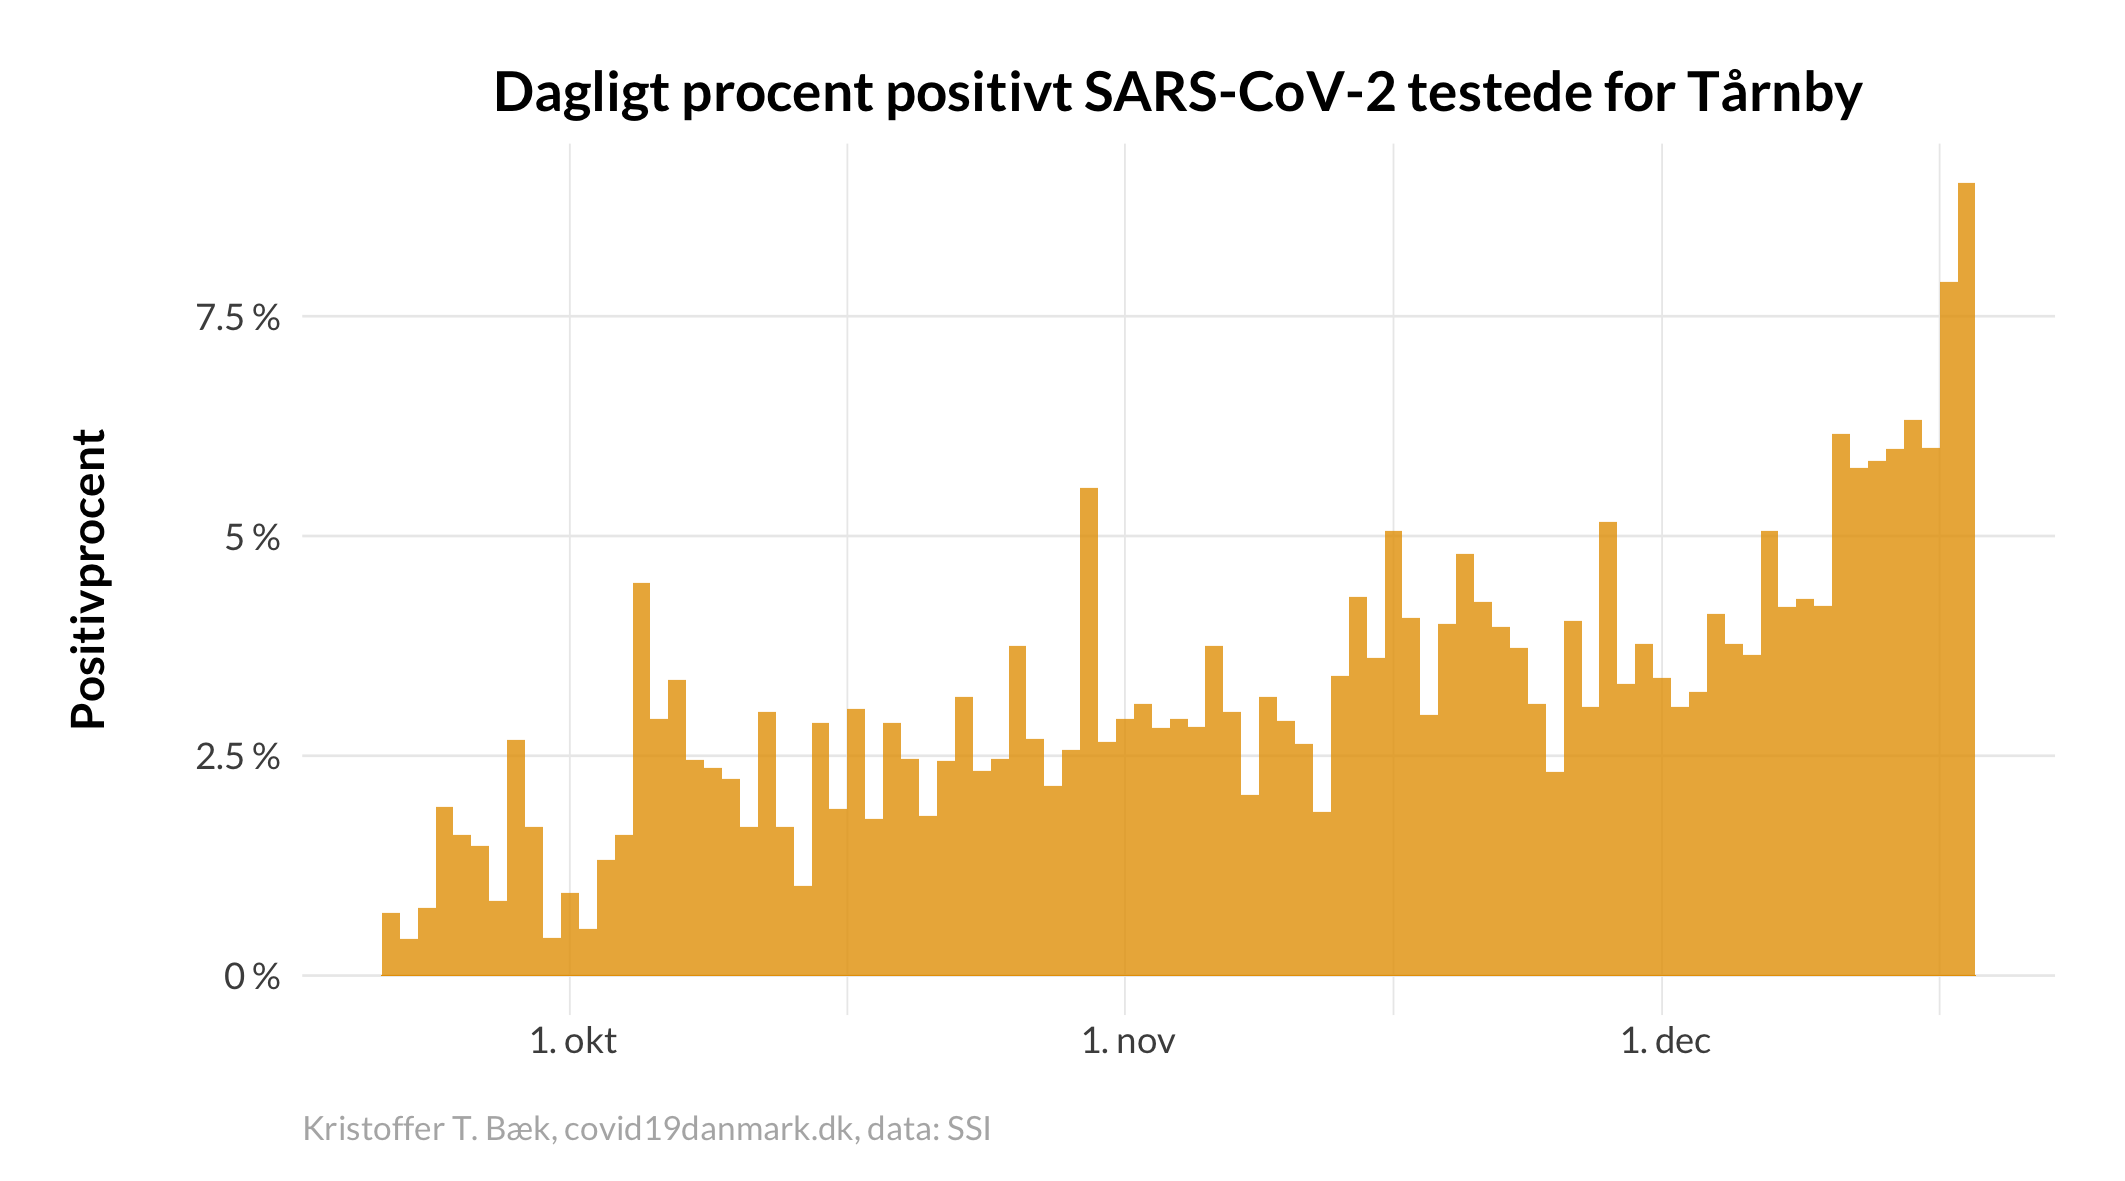 Dagligt procent positivt SARS-CoV-2 testede for Tårnby
Positivprocent
7.5 %
5 %
2.5 %
0 %
1. okt
1. nov
1. dec
Kristoffer T. Bæk, covid19danmark.dk, data: SSI